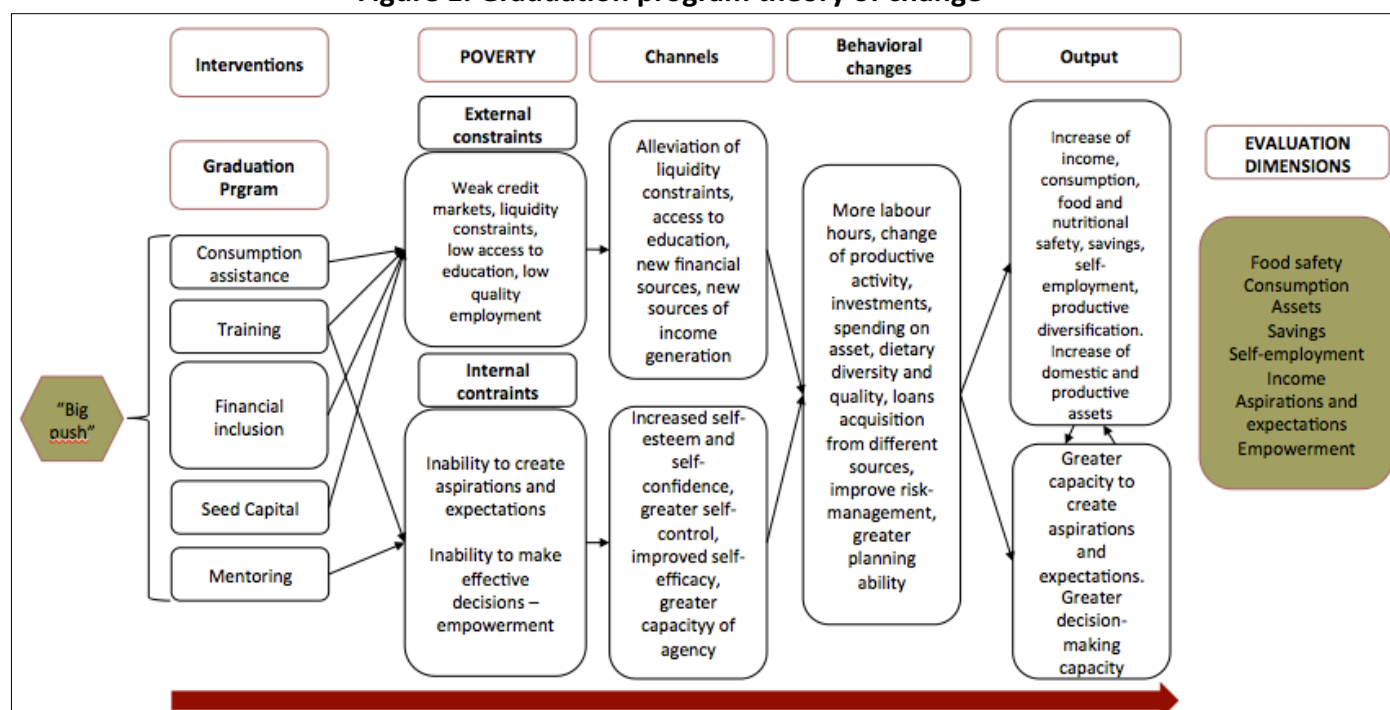 Interventions
POVERTY
Channels
Behavioral
changes
Output
Graduation
Prgram
External
constraints
Weak credit
markets, liquidity
constraints,
low access to
education, low
quality
employment
Alleviation of
liquidity
constraints,
access to
education,
new financial
sources, new
sources of
income
generation
More labour
hours, change
of productive
activity,
investments,
spending on
asset, dietary
diversity and
quality, loans
acquisition
from different
sources,
improve risk-
management,
greater
planning
ability
Increase of
income,
consumption,
food and
nutritional
safety, savings,
self-
employment,
productive
diversification.
Increase of
domestic and
productive
assets
EVALUATION
DIMENSIONS
Consumption
assistance
Training
Financial
inclusion
Seed Capital
Mentoring
"Big
push"
Internal
contraints
Inability to create
aspirations and
expectations
Inability to make
effective
decisions –
empowerment
Increased self-
esteem and
self-
confidence,
greater self-
control,
improved self-
efficacy,
greater
capacityy of
agency
Greater
capacity to
create
aspirations
and
expectations.
Greater
decision-
making
capacity
Food safety
Consumption
Assets
Savings
Self-employment
Income
Aspirations and
expectations
Empowerment